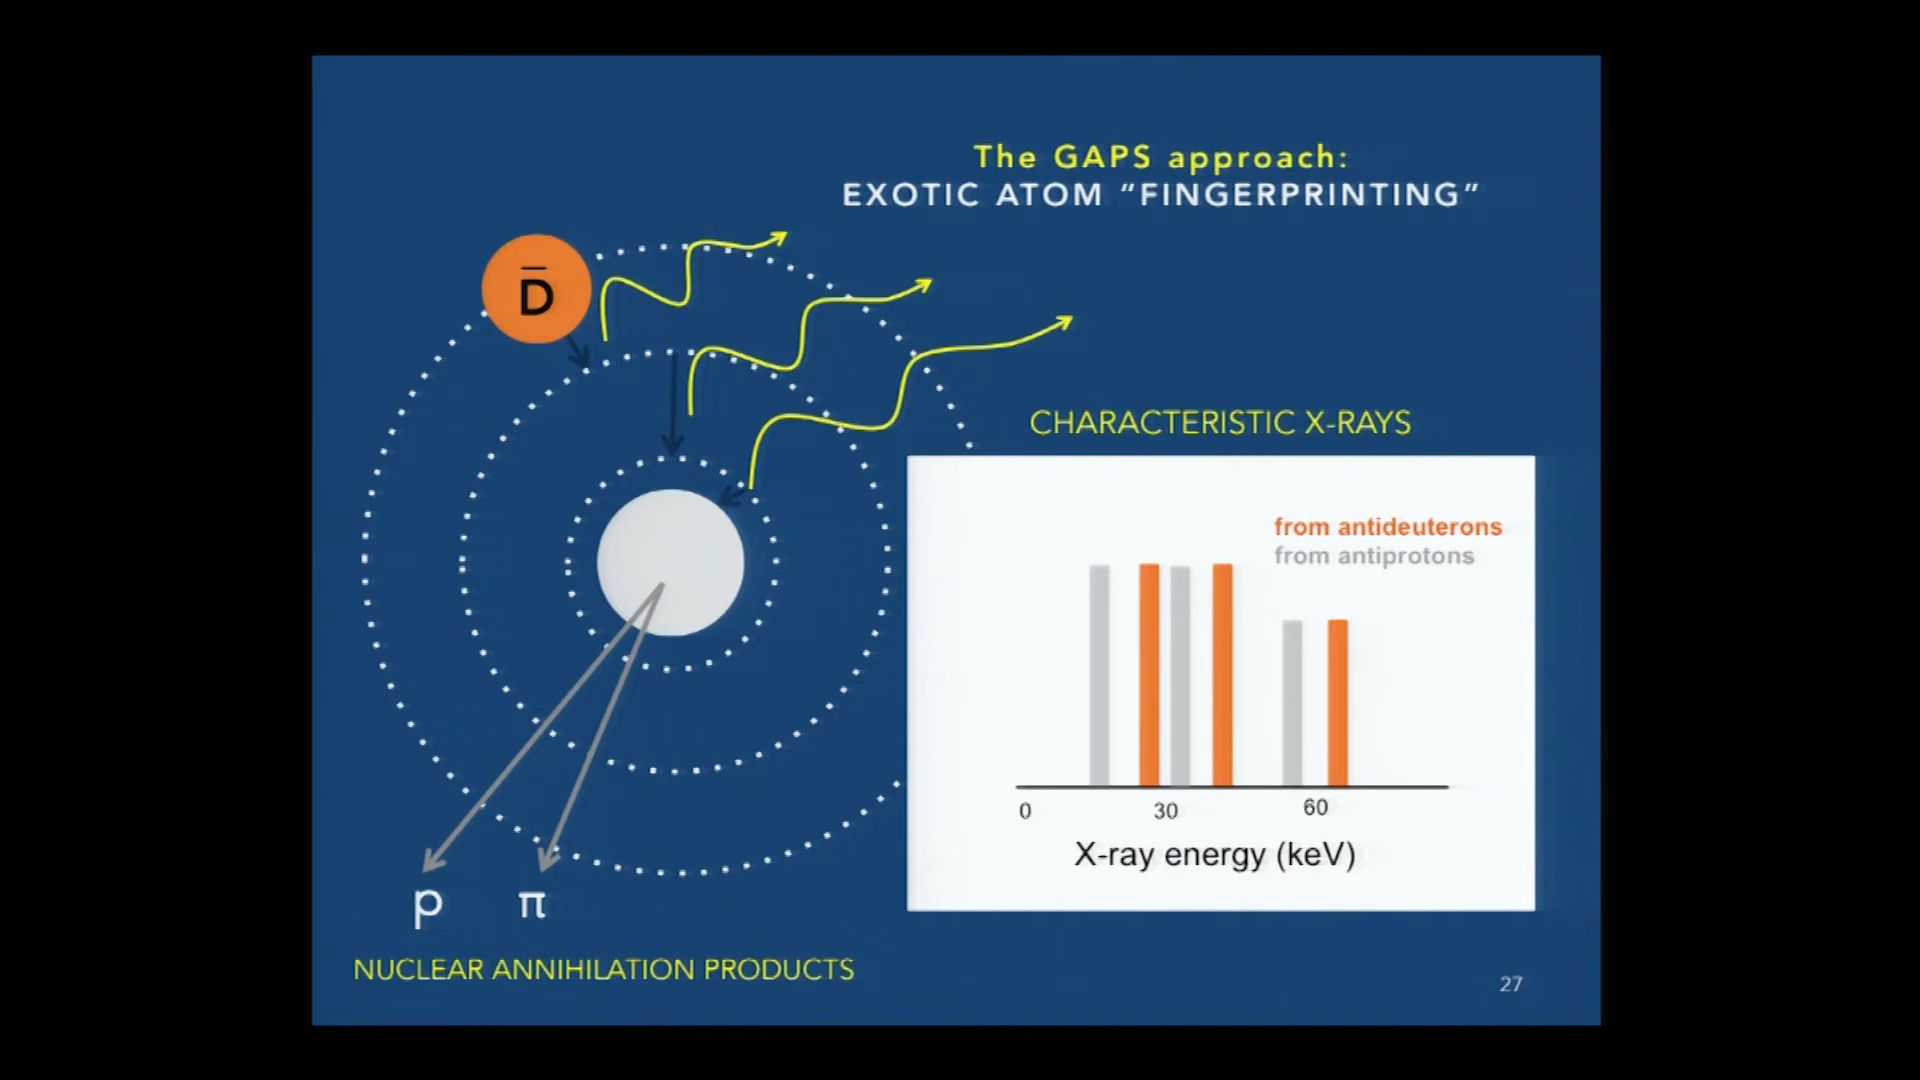 The GAPS approach:
EXOTIC ATOM “FINGERPRINTING”
D̅
CHARACTERISTIC X-RAYS
from antideuterons
from antiprotons
0 30 60
X-ray energy (keV)
p π
NUCLEAR ANNIHILATION PRODUCTS
27